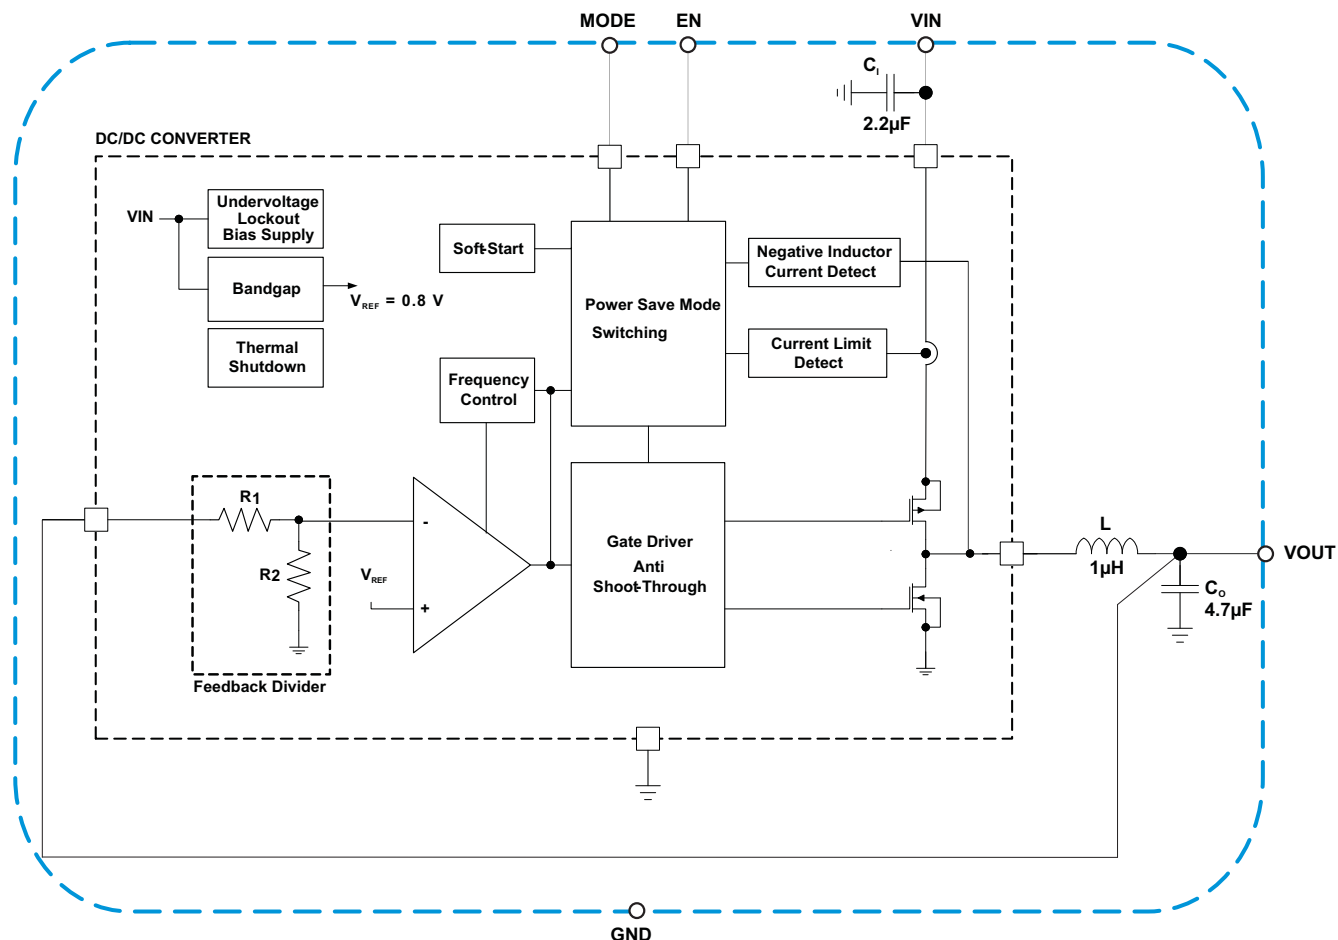 MODE
EN
VIN
CI
2.2µF
DC/DC CONVERTER
VIN
Undervoltage
Lockout
Bias Supply
Bandgap
VREF = 0.8 V
Thermal
Shutdown
Soft-Start
Negative Inductor
Current Detect
Power Save Mode
Switching
Current Limit
Detect
Frequency
Control
R1
R2
Feedback Divider
-
VREF
+
Gate Driver
Anti
Shoot-Through
L
1µH
VOUT
CO
4.7µF
GND